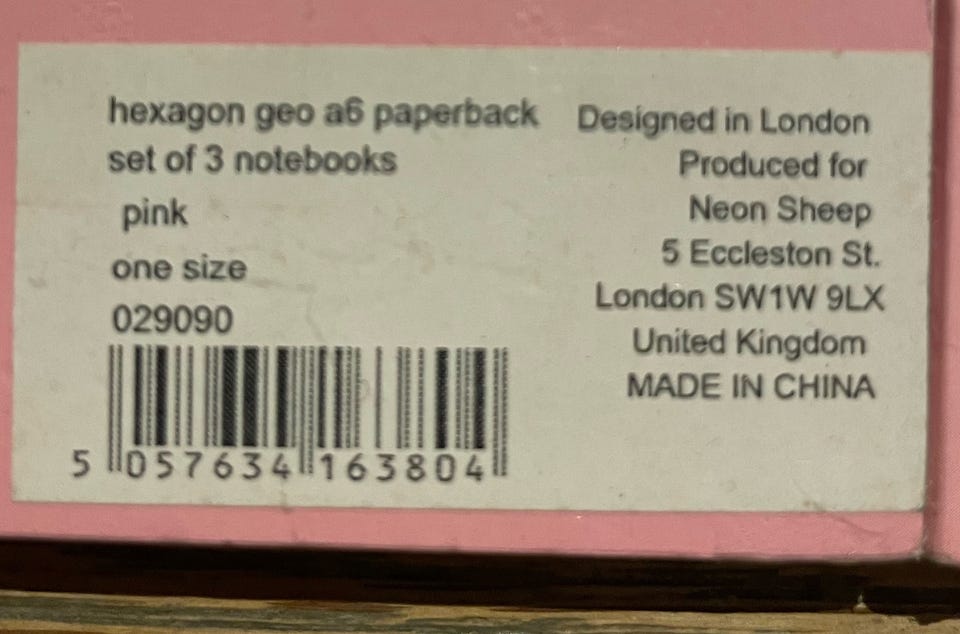 hexagon geo a6 paperback
set of 3 notebooks
pink
one size
029090
5 057634 163804
Designed in London
Produced for
Neon Sheep
5 Eccleston St.
London SW1W 9LX
United Kingdom
MADE IN CHINA